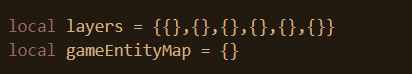 local layers = {{},{},{},{},{},{}}
local gameEntityMap = {}